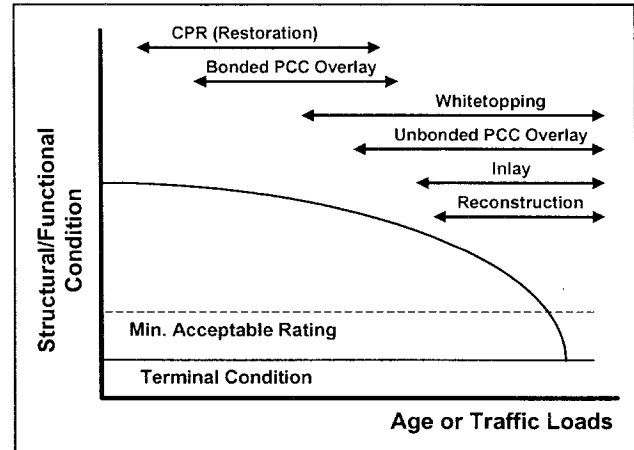 CPR (Restoration)
Bonded PCC Overlay
Whitetopping
Unbonded PCC Overlay
Inlay
Reconstruction
Structural/Functional
Condition
Min. Acceptable Rating
Terminal Condition
Age or Traffic Loads